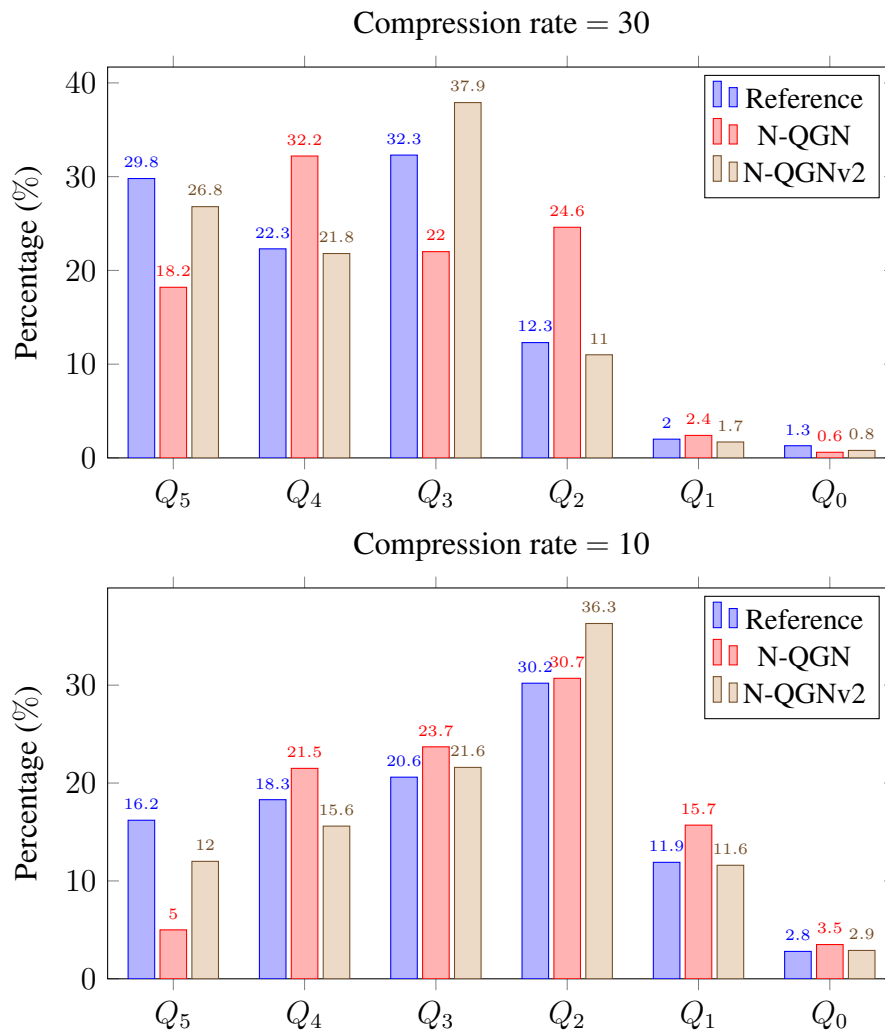 Compression rate = 30
Percentage (%)
40
30
20
10
0
29.8
18.2
26.8
22.3
32.2
21.8
32.3
22
37.9
12.3
24.6
11
2
2.4
1.7
1.3
0.6
0.8
Reference
N-QGN
N-QGNv2
Q5
Q4
Q3
Q2
Q1
Q0
Compression rate = 10
Percentage (%)
30
20
10
0
16.2
5
12
18.3
21.5
15.6
20.6
23.7
21.6
30.2
30.7
36.3
11.9
15.7
11.6
2.8
3.5
2.9
Reference
N-QGN
N-QGNv2
Q5
Q4
Q3
Q2
Q1
Q0